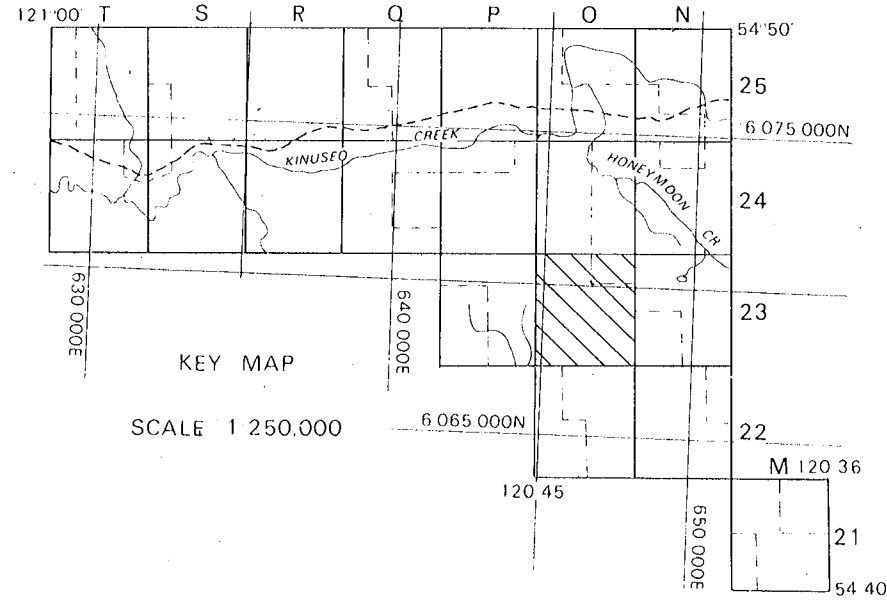 121°00' T S R Q P O N 54°50'
25
6 075 000N
KINUSEO CREEK
HONEYMOON CR
24
630 000E
640 000E
23
KEY MAP
SCALE 1:250,000
6 065 000N
22
M 120 36
120 45
650 000E
21
54 40